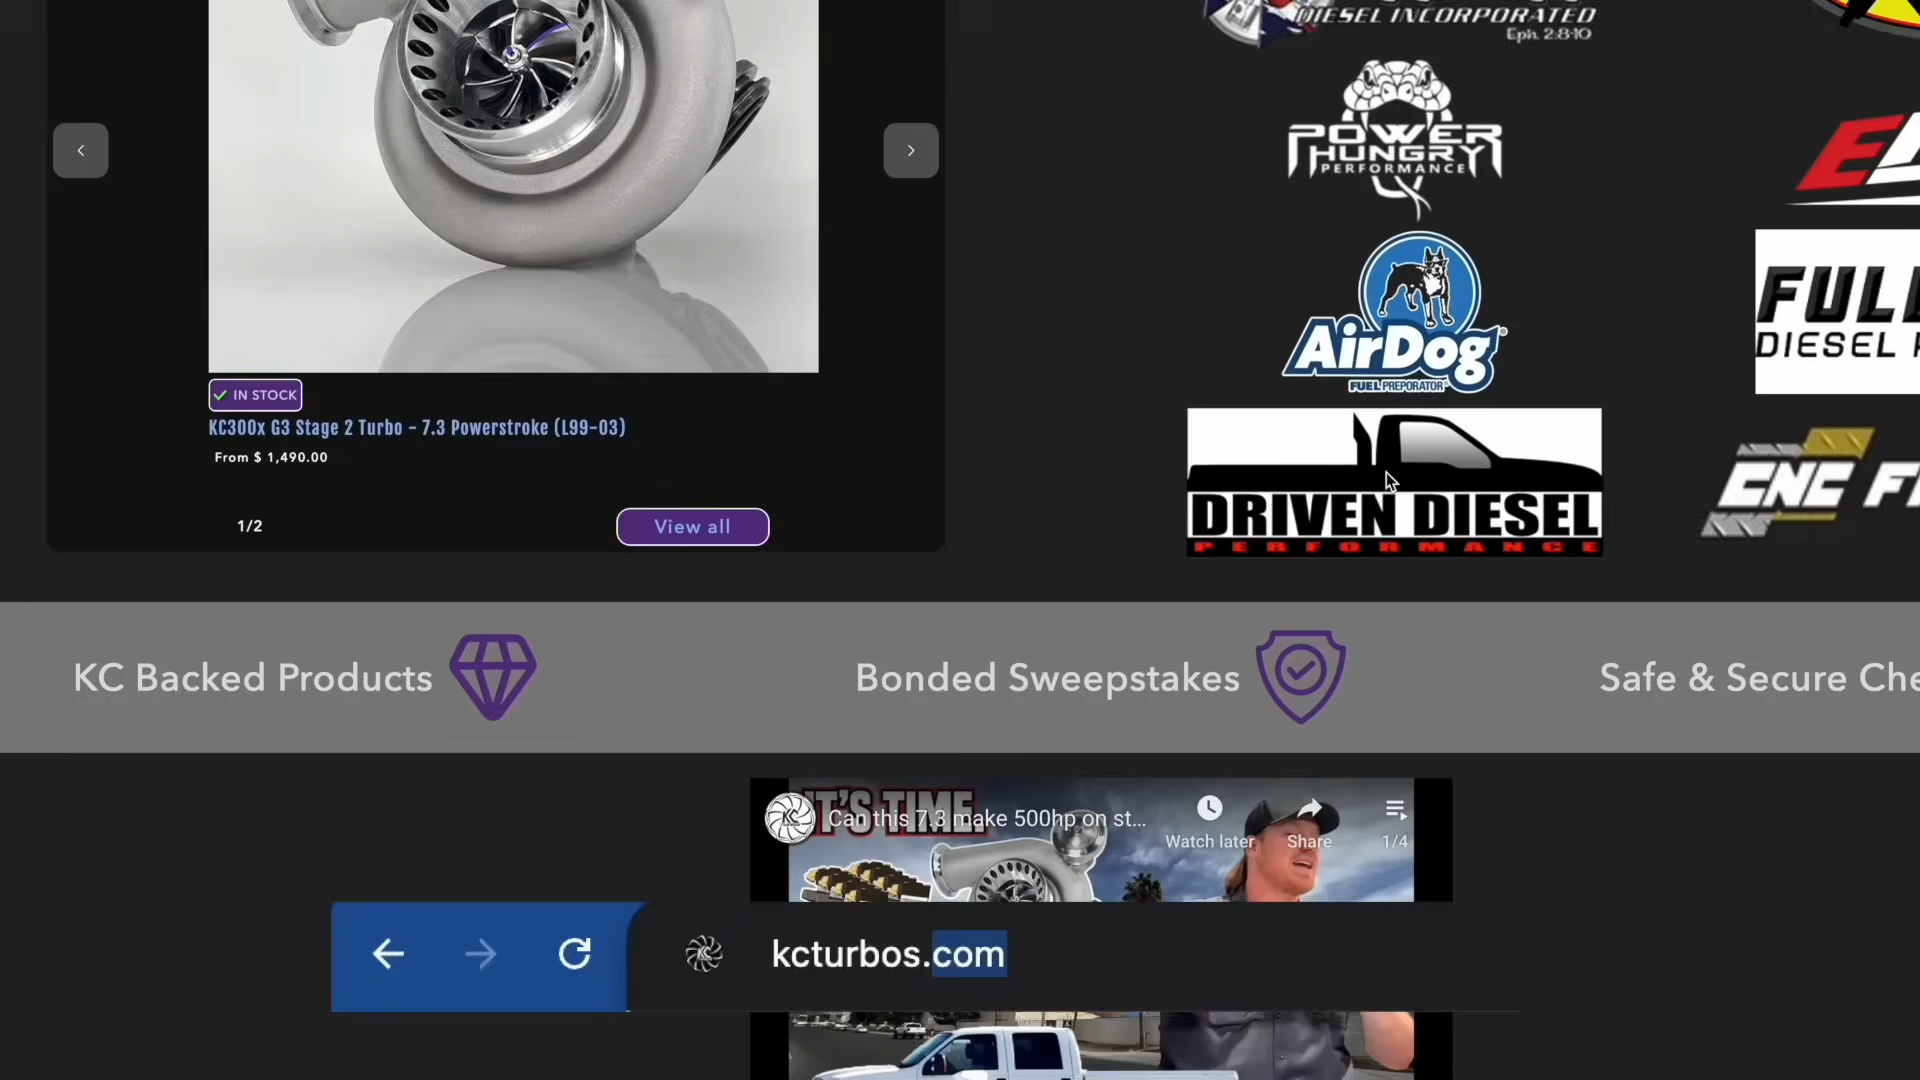 DIESEL INCORPORATED
Eph. 2:8-10
POWER
HUNGRY
PERFORMANCE
AirDog
FUEL PREPORATOR
FULL
DIESEL
IN STOCK
KC300x G3 Stage 2 Turbo - 7.3 Powerstroke (L99-03)
From $ 1,490.00
1/2
View all
DRIVEN DIESEL
PERFORMANCE
CNC F
KC Backed Products
Bonded Sweepstakes
Safe & Secure Che
IT'S TIME.
KC
Can this 7.3 make 500hp on st...
Watch later
Share
1/4
kcturbos.com